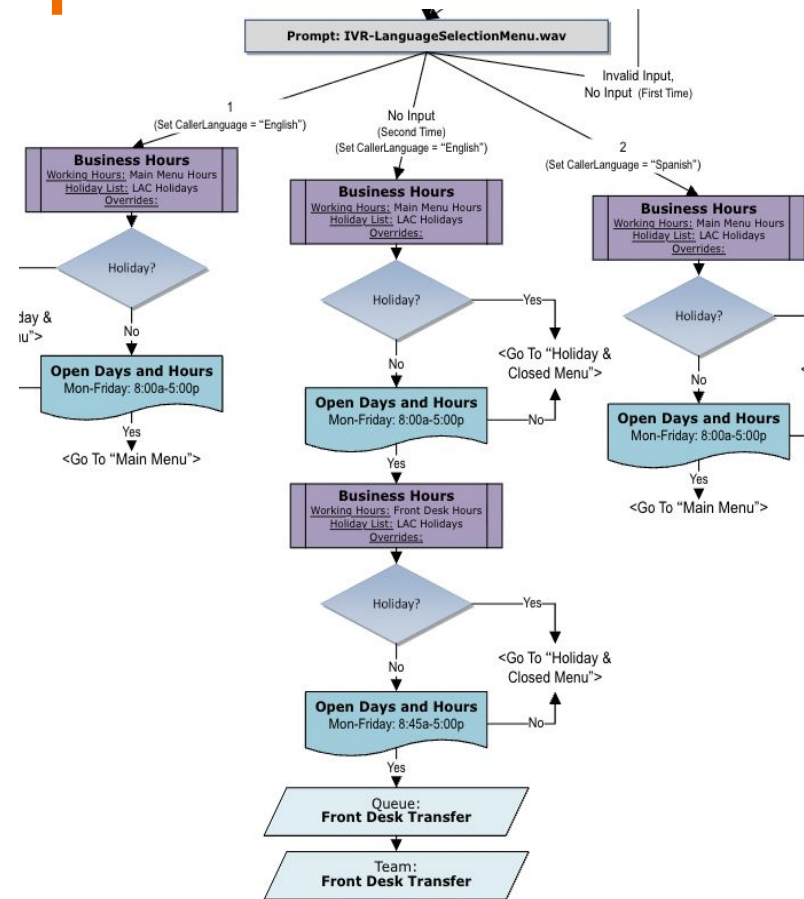 Prompt: IVR-LanguageSelectionMenu.wav
Invalid Input,
No Input (First Time)
1
(Set CallerLanguage = “English”)
No Input
(Second Time)
(Set CallerLanguage = “English”)
2
(Set CallerLanguage = “Spanish”)
Business Hours
Working Hours: Main Menu Hours
Holiday List: LAC Holidays
Overrides:
Holiday?
No
Open Days and Hours
Mon-Friday: 8:00a-5:00p
Yes
<Go To “Main Menu”>
Business Hours
Working Hours: Main Menu Hours
Holiday List: LAC Holidays
Overrides:
Holiday?
Yes
No
<Go To “Holiday &
Closed Menu”>
Open Days and Hours
Mon-Friday: 8:00a-5:00p
No
Yes
Business Hours
Working Hours: Front Desk Hours
Holiday List: LAC Holidays
Overrides:
Holiday?
Yes
No
<Go To “Holiday &
Closed Menu”>
Open Days and Hours
Mon-Friday: 8:45a-5:00p
No
Yes
Queue:
Front Desk Transfer
Team:
Front Desk Transfer
Business Hours
Working Hours: Main Menu Hours
Holiday List: LAC Holidays
Overrides:
Holiday?
No
Open Days and Hours
Mon-Friday: 8:00a-5:00p
Yes
<Go To “Main Menu”>